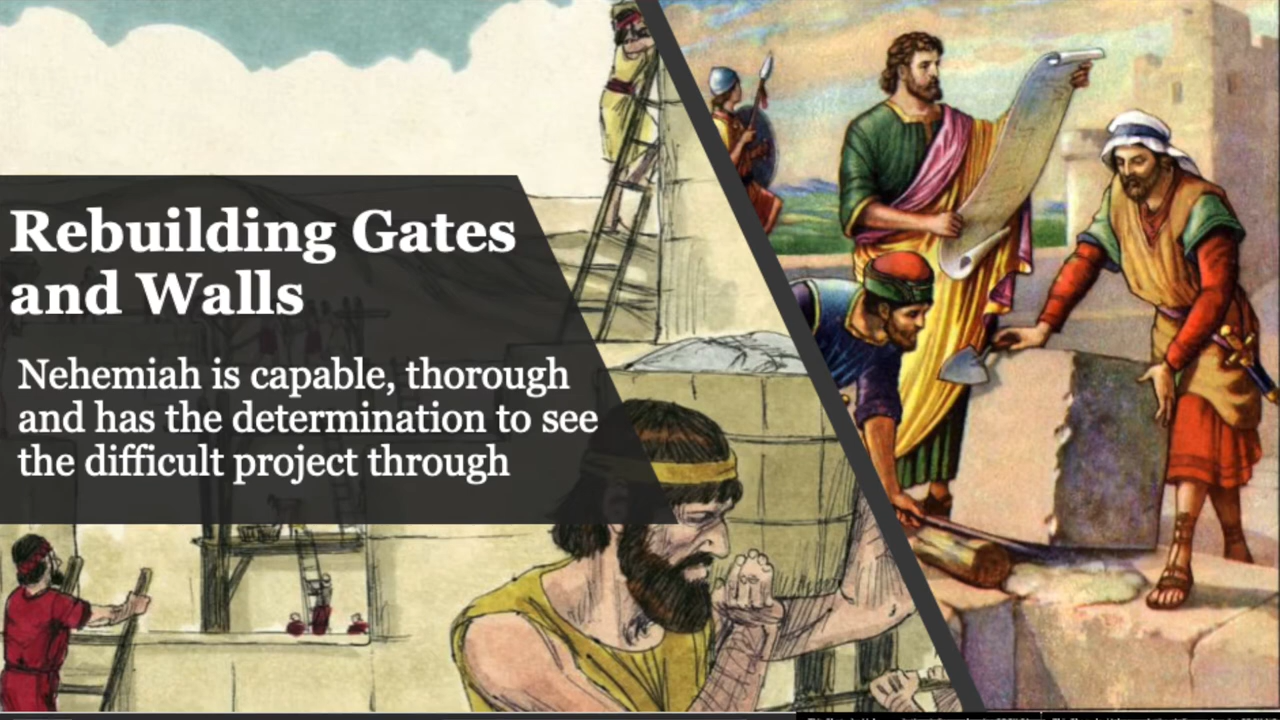 Rebuilding Gates
and Walls
Nehemiah is capable, thorough
and has the determination to see
the difficult project through